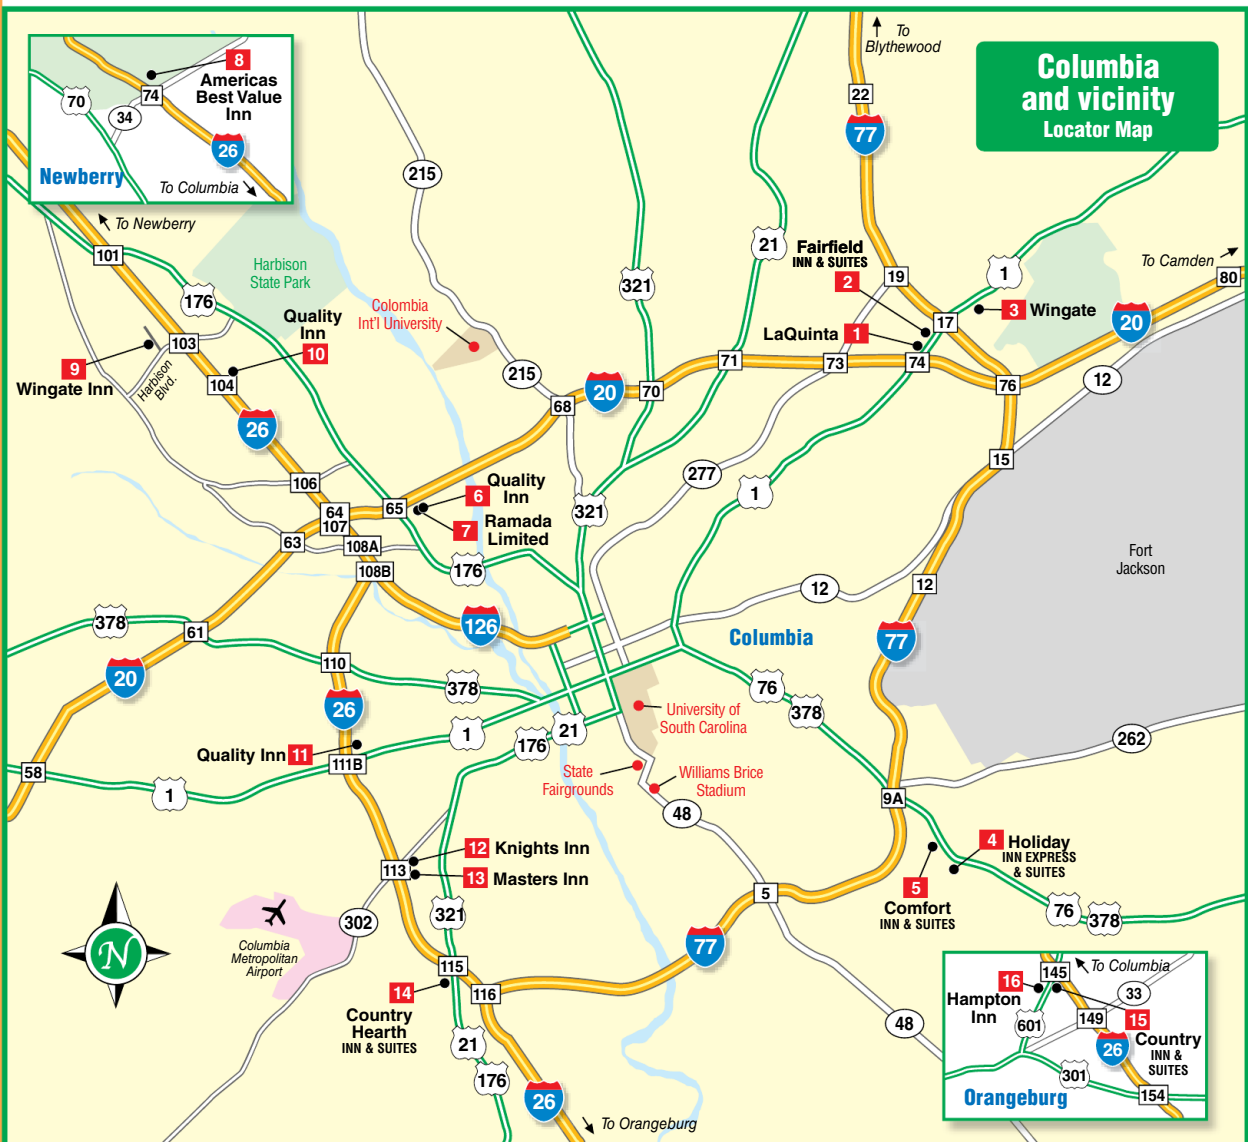 Columbia
and vicinity
Locator Map
To
Blythewood
22
77
8
Americas
Best Value
Inn
74
70
34
26
Newberry
To Columbia
To Newberry
101
176
Harbison
State Park
215
321
21
Fairfield
INN & SUITES
2
19
1
To Camden
80
3 Wingate
20
17
LaQuinta 1
Colombia
Int'l University
Quality
Inn
10
103
9
Wingate Inn
Harbison
Blvd.
104
26
215
68
20
70
71
73
74
76
12
15
277
1
321
106
64
107
65
6
Quality
Inn
7
Ramada
Limited
63
108A
108B
176
Fort
Jackson
12
12
378
61
126
Columbia
77
20
110
378
26
76
378
University of
South Carolina
1
176
21
Quality Inn 11
111B
58
1
262
State
Fairgrounds
Williams Brice
Stadium
48
9A
12 Knights Inn
13 Masters Inn
113
4 Holiday
INN EXPRESS
& SUITES
5
Comfort
INN & SUITES
5
76
378
302
321
Columbia
Metropolitan
Airport
N
77
115
116
14
Country
Hearth
INN & SUITES
21
176
26
To Orangeburg
48
145
To Columbia
16
Hampton
Inn
33
149
15
Country
INN &
SUITES
601
26
301
154
Orangeburg